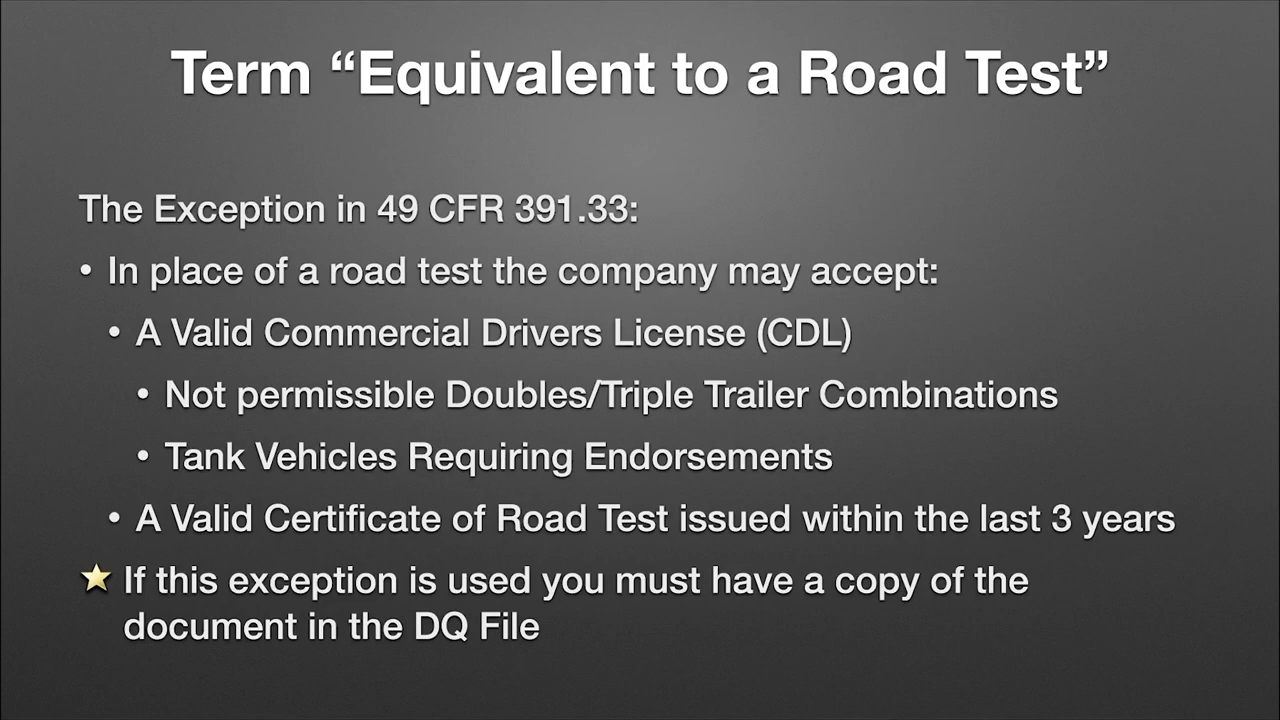 Term “Equivalent to a Road Test”
The Exception in 49 CFR 391.33:
• In place of a road test the company may accept:
• A Valid Commercial Drivers License (CDL)
• Not permissible Doubles/Triple Trailer Combinations
• Tank Vehicles Requiring Endorsements
• A Valid Certificate of Road Test issued within the last 3 years
★ If this exception is used you must have a copy of the
document in the DQ File